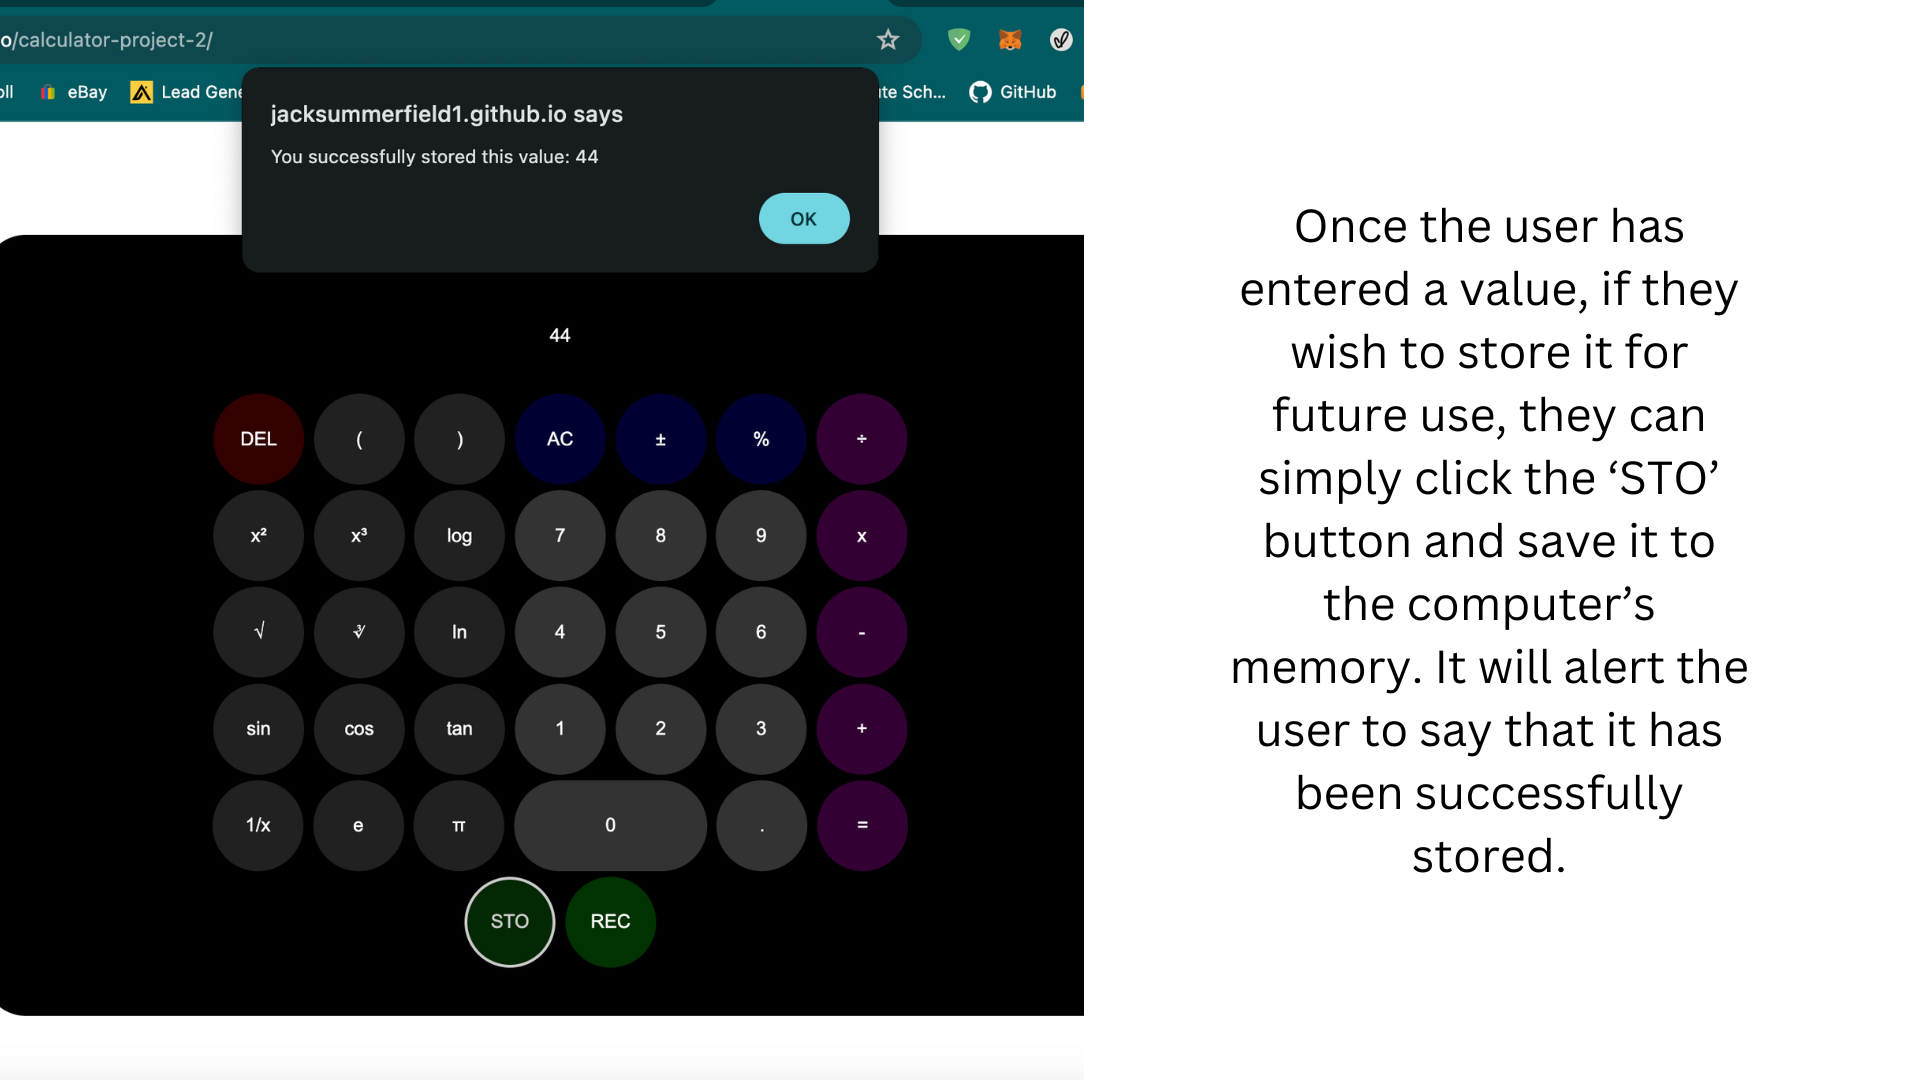 o/calculator-project-2/
oll eBay Lead Gene ute Sch... GitHub
jacksummerfield1.github.io says
You successfully stored this value: 44
OK
44
DEL ( ) AC ± % ÷
x² x³ log 7 8 9 x
√ ∛ ln 4 5 6 -
sin cos tan 1 2 3 +
1/x e π 0 . =
STO REC
Once the user has
entered a value, if they
wish to store it for
future use, they can
simply click the ‘STO’
button and save it to
the computer’s
memory. It will alert the
user to say that it has
been successfully
stored.